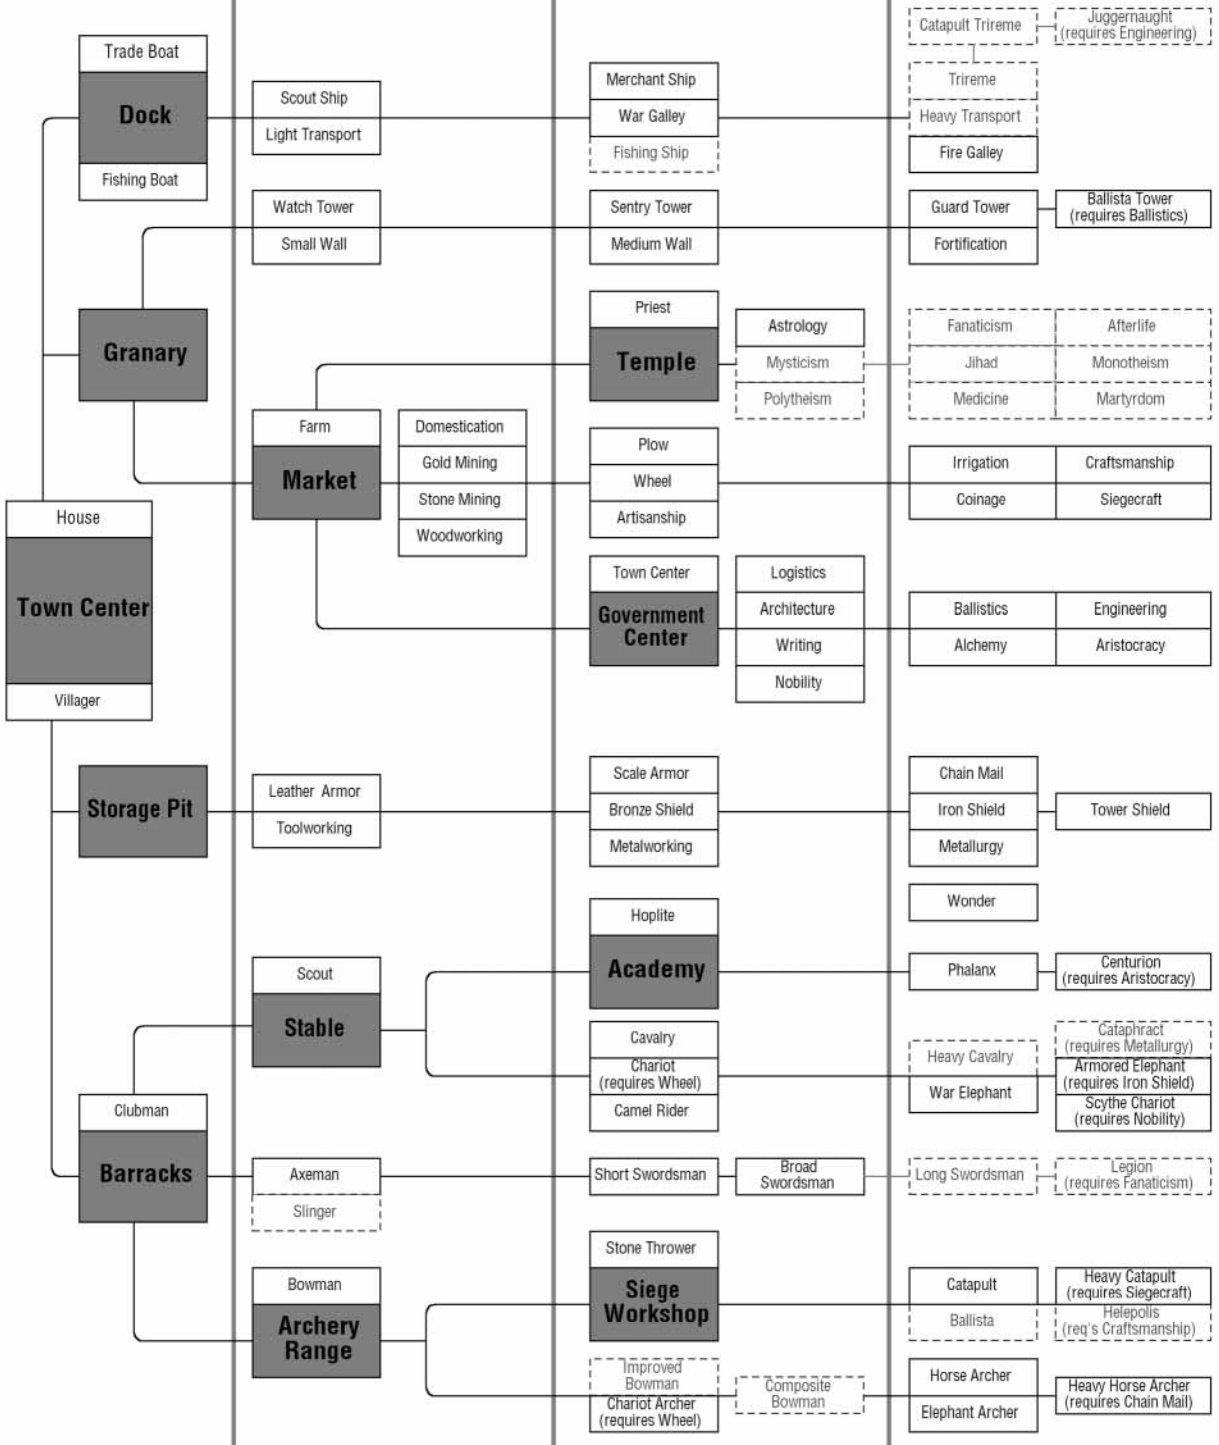 Trade Boat
Dock
Fishing Boat
Scout Ship
Light Transport
Merchant Ship
War Galley
Fishing Ship
Catapult Trireme
Juggernaught
(requires Engineering)
Trireme
Heavy Transport
Fire Galley
Watch Tower
Small Wall
Sentry Tower
Medium Wall
Guard Tower
Fortification
Ballista Tower
(requires Ballistics)
Granary
Priest
Temple
Astrology
Mysticism
Polytheism
Fanaticism
Afterlife
Jihad
Monotheism
Medicine
Martyrdom
Farm
Market
Domestication
Gold Mining
Stone Mining
Woodworking
Plow
Wheel
Artisanship
Irrigation
Craftsmanship
Coinage
Siegecraft
House
Town Center
Villager
Town Center
Government
Center
Logistics
Architecture
Writing
Nobility
Ballistics
Engineering
Alchemy
Aristocracy
Storage Pit
Leather Armor
Toolworking
Scale Armor
Bronze Shield
Metalworking
Chain Mail
Iron Shield
Metallurgy
Tower Shield
Wonder
Scout
Stable
Hoplite
Academy
Phalanx
Centurion
(requires Aristocracy)
Cavalry
Chariot
(requires Wheel)
Camel Rider
Heavy Cavalry
War Elephant
Cataphract
(requires Metallurgy)
Armored Elephant
(requires Iron Shield)
Scythe Chariot
(requires Nobility)
Clubman
Barracks
Axeman
Slinger
Short Swordsman
Broad
Swordsman
Long Swordsman
Legion
(requires Fanaticism)
Bowman
Archery
Range
Stone Thrower
Siege
Workshop
Catapult
Ballista
Heavy Catapult
(requires Siegecraft)
Helepolis
(req's Craftsmanship)
Improved
Bowman
Chariot Archer
(requires Wheel)
Composite
Bowman
Horse Archer
Elephant Archer
Heavy Horse Archer
(requires Chain Mail)